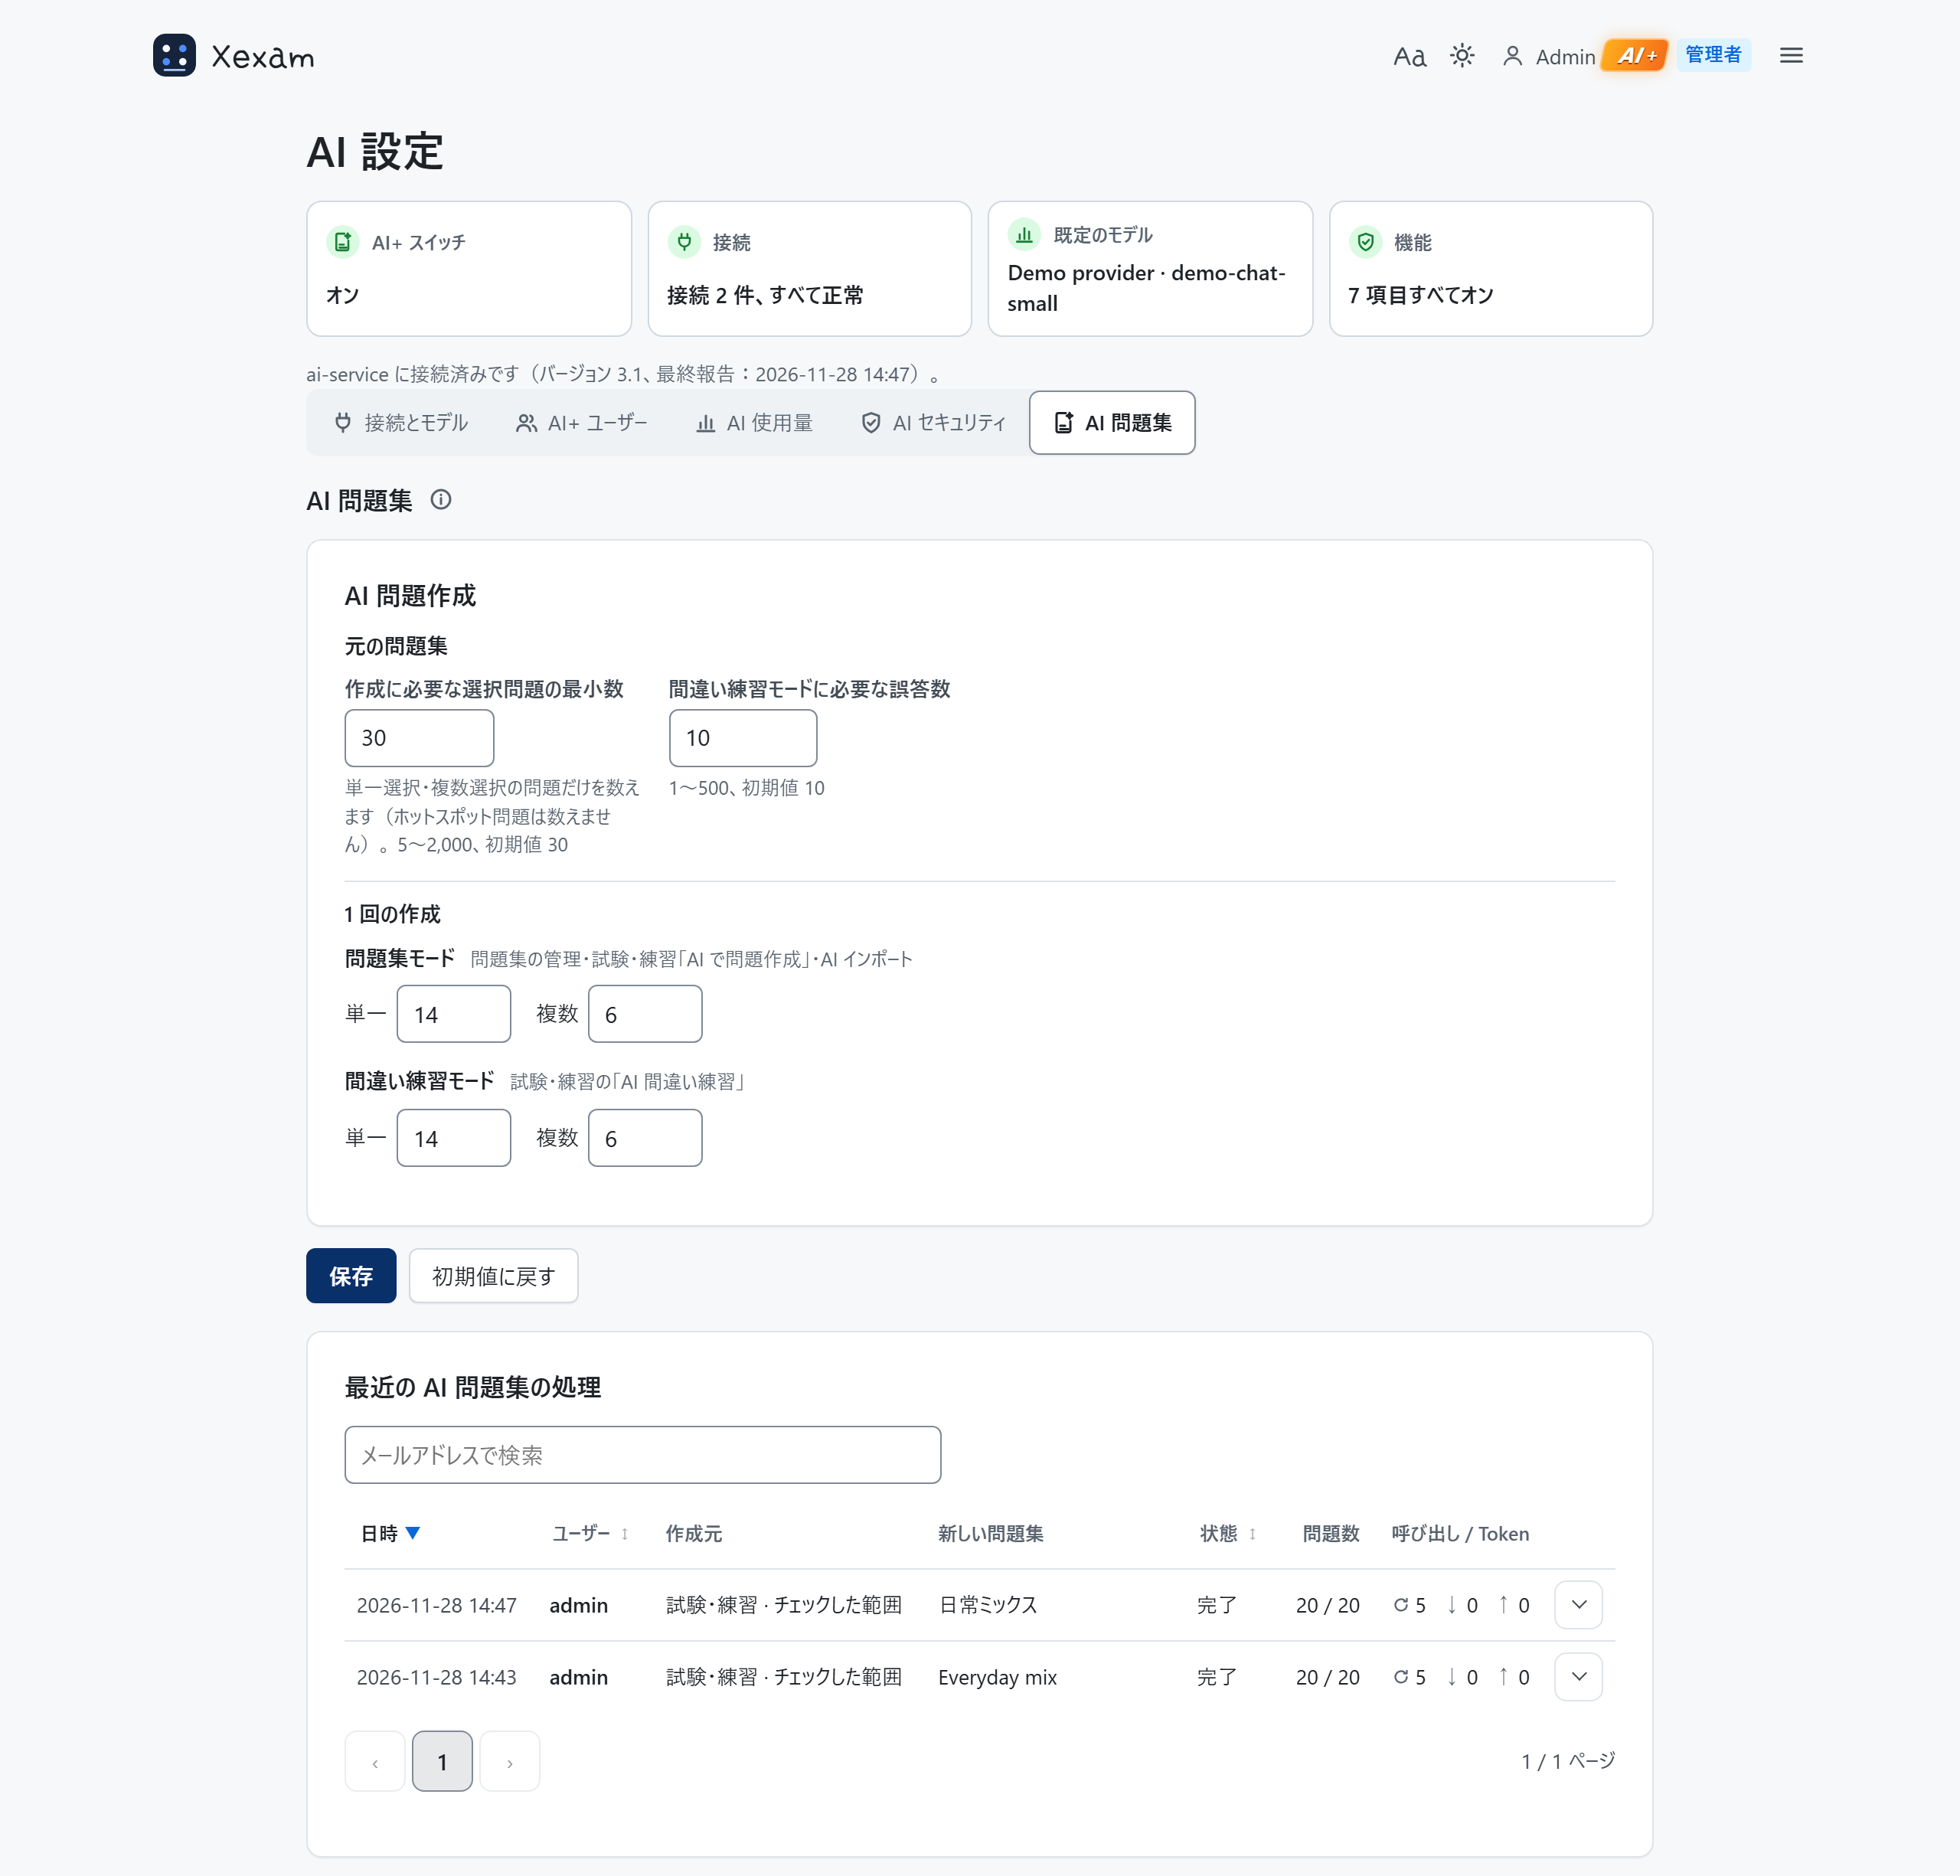 Xexam
Aa Admin AI+ 管理者
AI 設定
AI+ スイッチ
オン
接続
接続 2 件、すべて正常
既定のモデル
Demo provider · demo-chat-
small
機能
7 項目すべてオン
ai-service に接続済みです（バージョン 3.1、最終報告：2026-11-28 14:47）。
接続とモデル AI+ ユーザー AI 使用量 AI セキュリティ AI 問題集
AI 問題集
AI 問題作成
元の問題集
作成に必要な選択問題の最小数
30
単一選択・複数選択の問題だけを数え
ます（ホットスポット問題は数えませ
ん）。5～2,000、初期値 30
間違い練習モードに必要な誤答数
10
1～500、初期値 10
1 回の作成
問題集モード 問題集の管理・試験・練習「AI で問題作成」・AI インポート
単一 14 複数 6
間違い練習モード 試験・練習の「AI 間違い練習」
単一 14 複数 6
保存 初期値に戻す
最近の AI 問題集の処理
メールアドレスで検索
日時 ▼ ユーザー ↕ 作成元 新しい問題集 状態 ↕ 問題数 呼び出し / Token
2026-11-28 14:47 admin 試験・練習 · チェックした範囲 日常ミックス 完了 20 / 20 5 ↓ 0 ↑ 0
2026-11-28 14:43 admin 試験・練習 · チェックした範囲 Everyday mix 完了 20 / 20 5 ↓ 0 ↑ 0
‹ 1 › 1 / 1 ページ